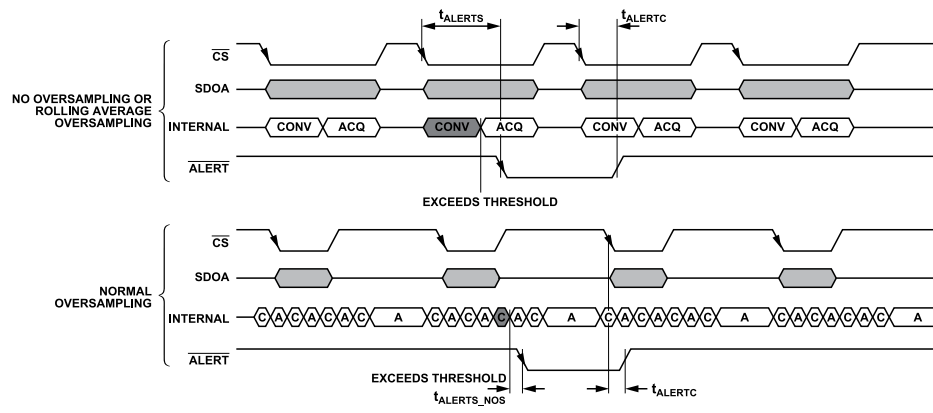 tALERTS
tALERTC
CS
SDOA
NO OVERSAMPLING OR
ROLLING AVERAGE
OVERSAMPLING
INTERNAL
CONV ACQ CONV ACQ CONV ACQ CONV ACQ
ALERT
EXCEEDS THRESHOLD
CS
SDOA
NORMAL
OVERSAMPLING
INTERNAL
C A C A C A C A C A C A C A C A C A C A C A C A C A C A C A
ALERT
EXCEEDS THRESHOLD
tALERTS_NOS
tALERTC